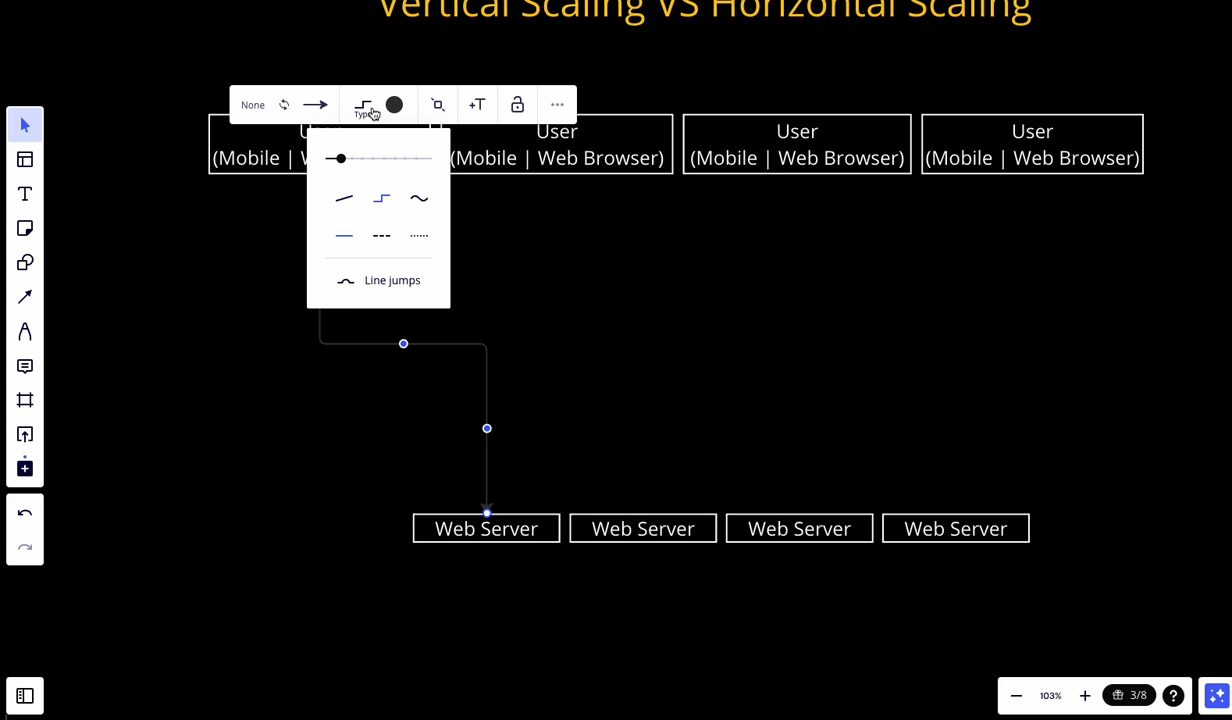 Vertical Scaling VS Horizontal Scaling
None
Type
+T
User
(Mobile | Web Browser)
User
(Mobile | Web Browser)
User
(Mobile | Web Browser)
Line jumps
Web Server
Web Server
Web Server
Web Server
103%
3/8